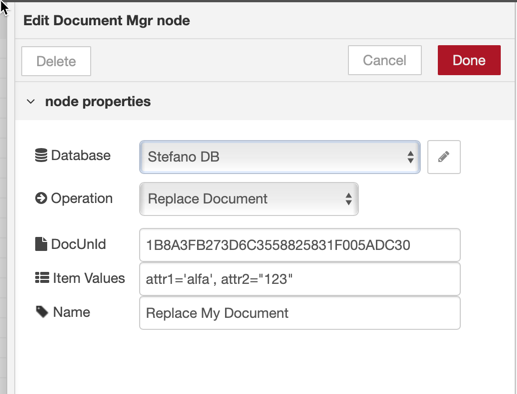 Edit Document Mgr node
Delete Cancel Done
node properties
Database Stefano DB
Operation Replace Document
DocUnId 1B8A3FB273D6C3558825831F005ADC30
Item Values attr1='alfa', attr2="123"
Name Replace My Document